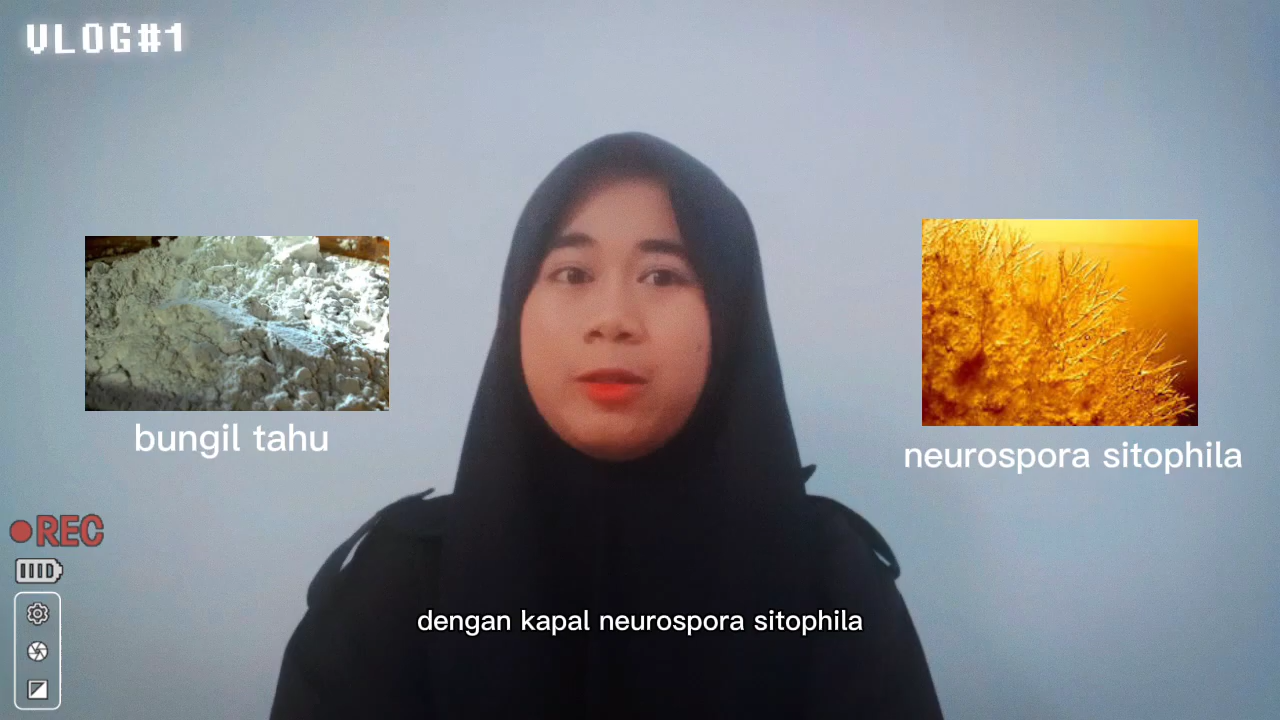 VLOG#1
bungil tahu
neurospora sitophila
REC
dengan kapal neurospora sitophila